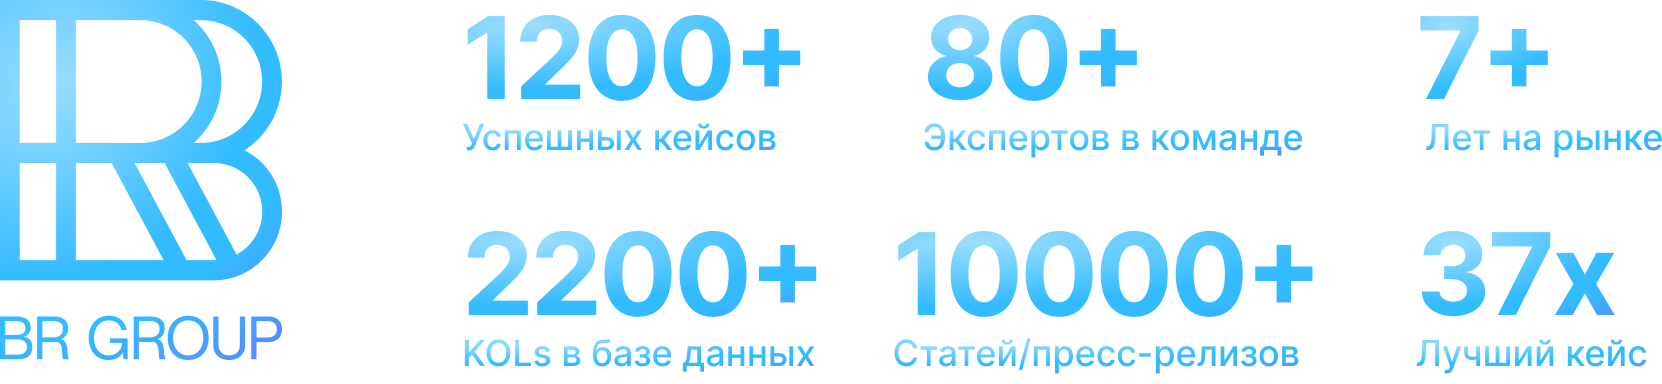 BR GROUP
1200+
Успешных кейсов
80+
Экспертов в команде
7+
Лет на рынке
2200+
KOLs в базе данных
10000+
Статей/пресс-релизов
37x
Лучший кейс